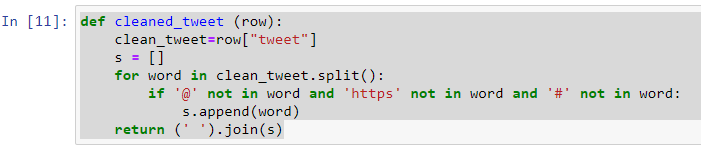 In [11]: def cleaned_tweet (row):
    clean_tweet=row["tweet"]
    s = []
    for word in clean_tweet.split():
        if '@' not in word and 'https' not in word and '#' not in word:
            s.append(word)
    return (' ').join(s)